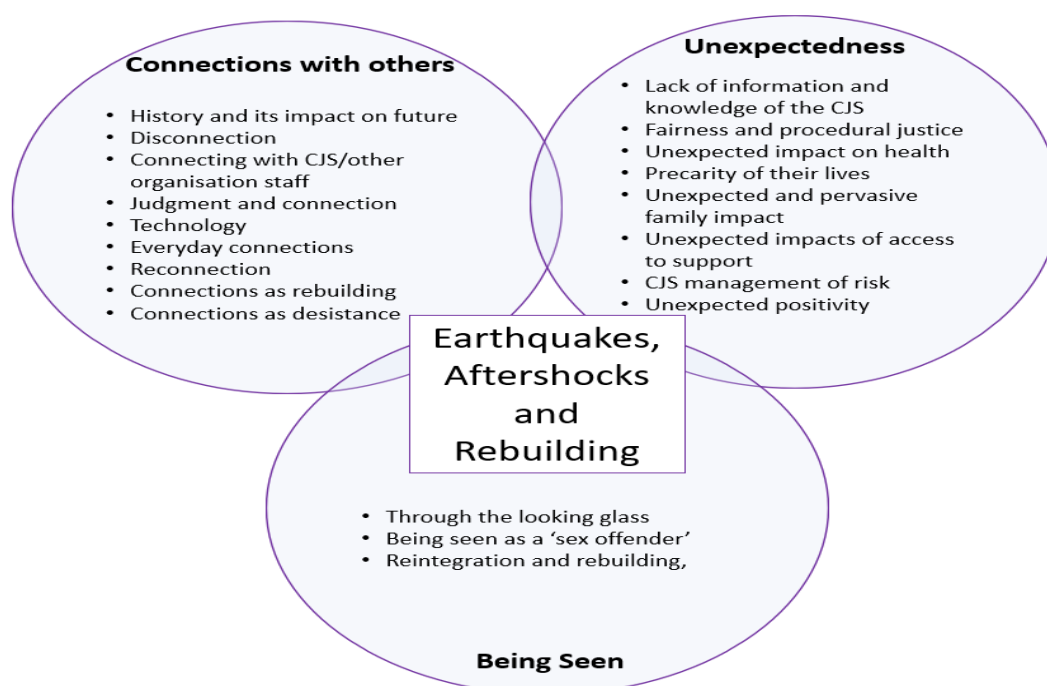 Connections with others
• History and its impact on future
• Disconnection
• Connecting with CJS/other
organisation staff
• Judgment and connection
• Technology
• Everyday connections
• Reconnection
• Connections as rebuilding
• Connections as desistance
Unexpectedness
• Lack of information and
knowledge of the CJS
• Fairness and procedural justice
• Unexpected impact on health
• Precarity of their lives
• Unexpected and pervasive
family impact
• Unexpected impacts of access
to support
• CJS management of risk
• Unexpected positivity
Earthquakes,
Aftershocks
and
Rebuilding
• Through the looking glass
• Being seen as a ‘sex offender’
• Reintegration and rebuilding,
Being Seen